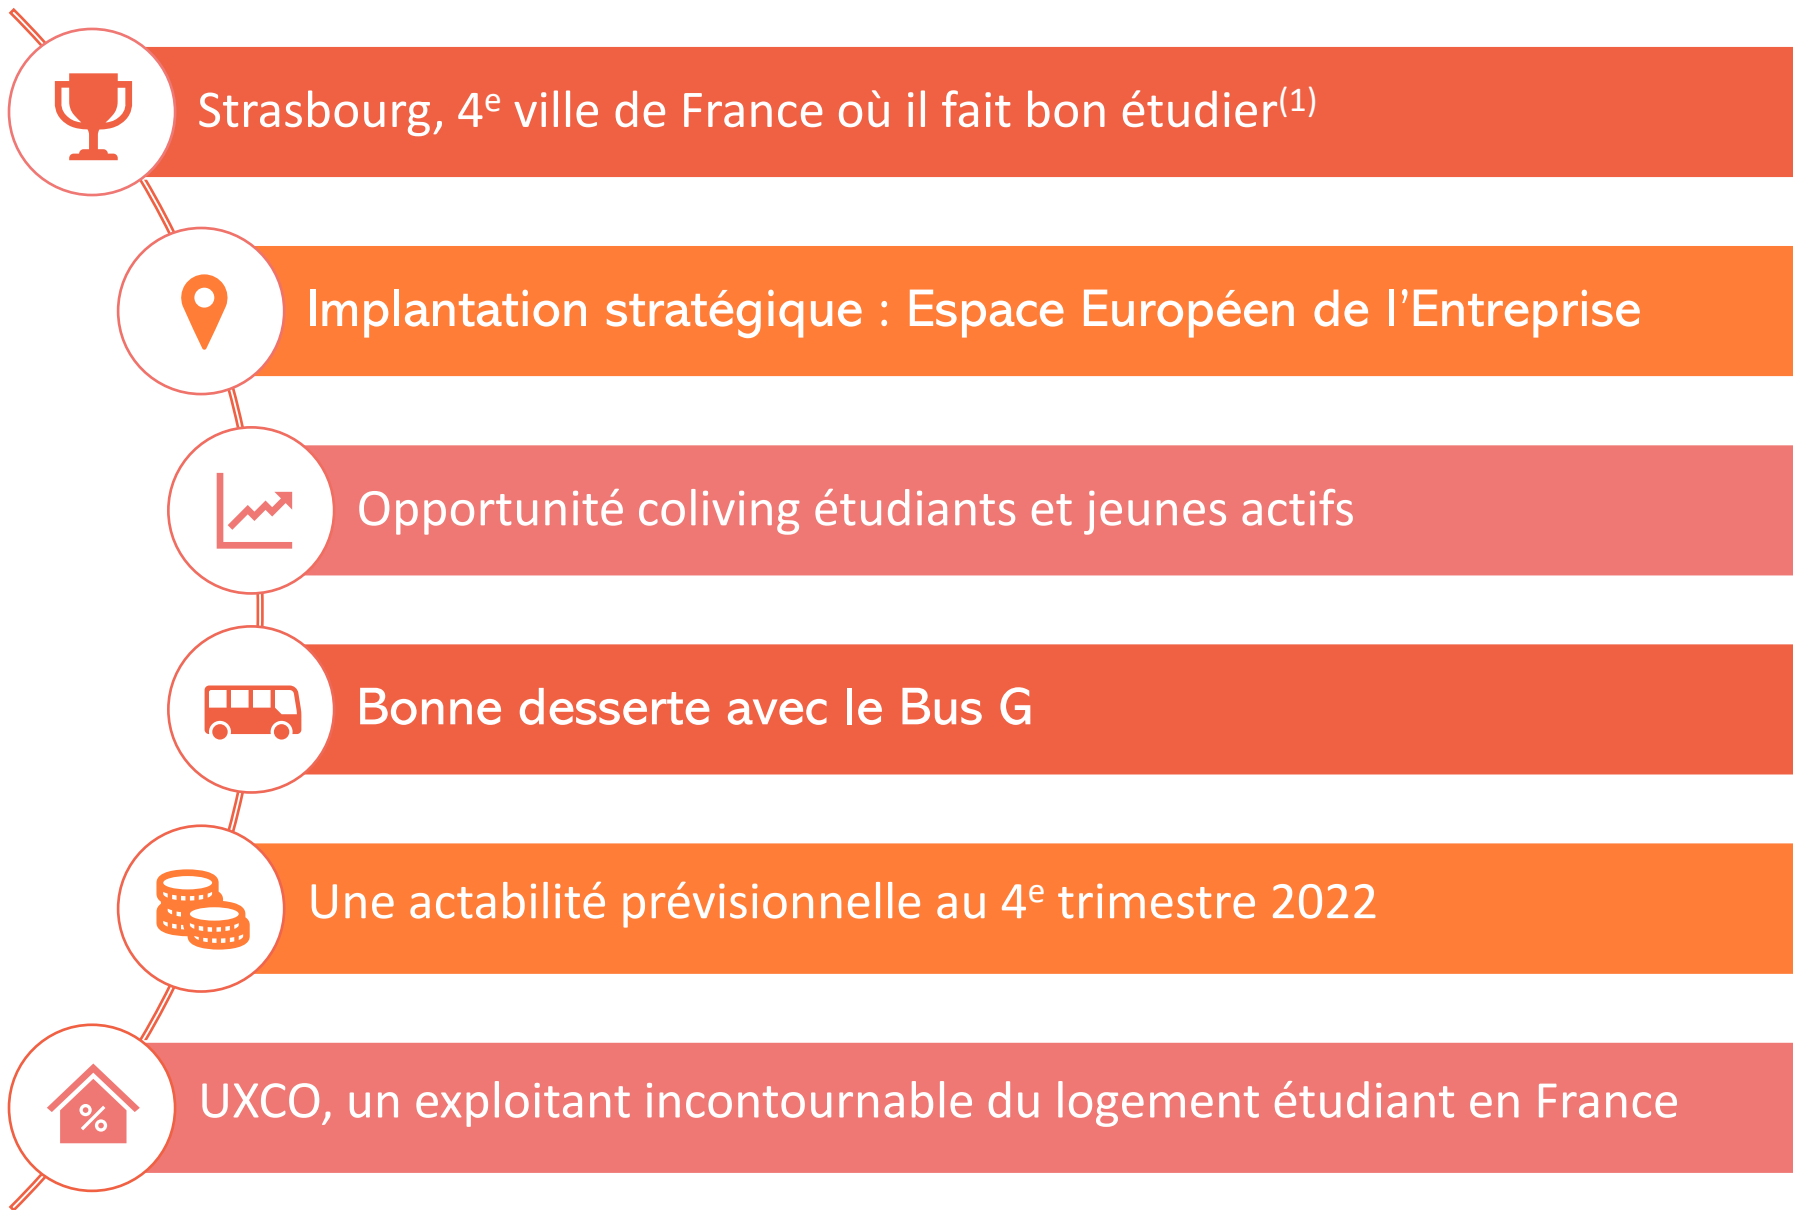 Strasbourg, 4e ville de France où il fait bon étudier(1)
Implantation stratégique : Espace Européen de l’Entreprise
Opportunité coliving étudiants et jeunes actifs
Bonne desserte avec le Bus G
Une actabilité prévisionnelle au 4e trimestre 2022
%
UXCO, un exploitant incontournable du logement étudiant en France